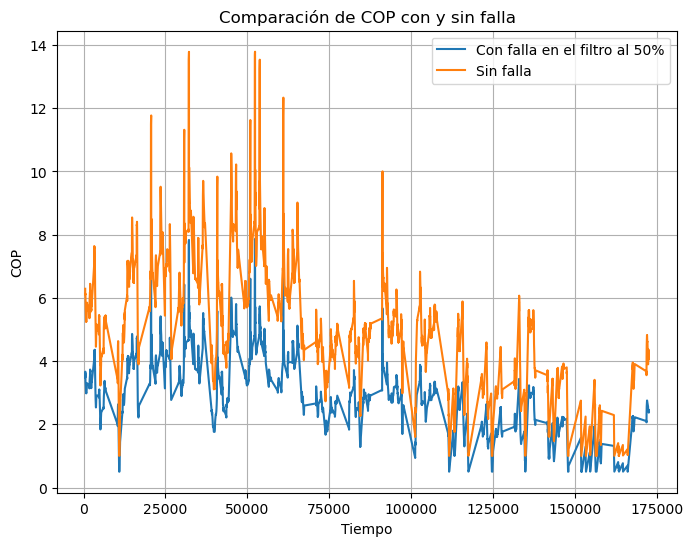 Comparación de COP con y sin falla
Con falla en el filtro al 50%
Sin falla
14
12
10
8
6
4
2
0
COP
0 25000 50000 75000 100000 125000 150000 175000
Tiempo